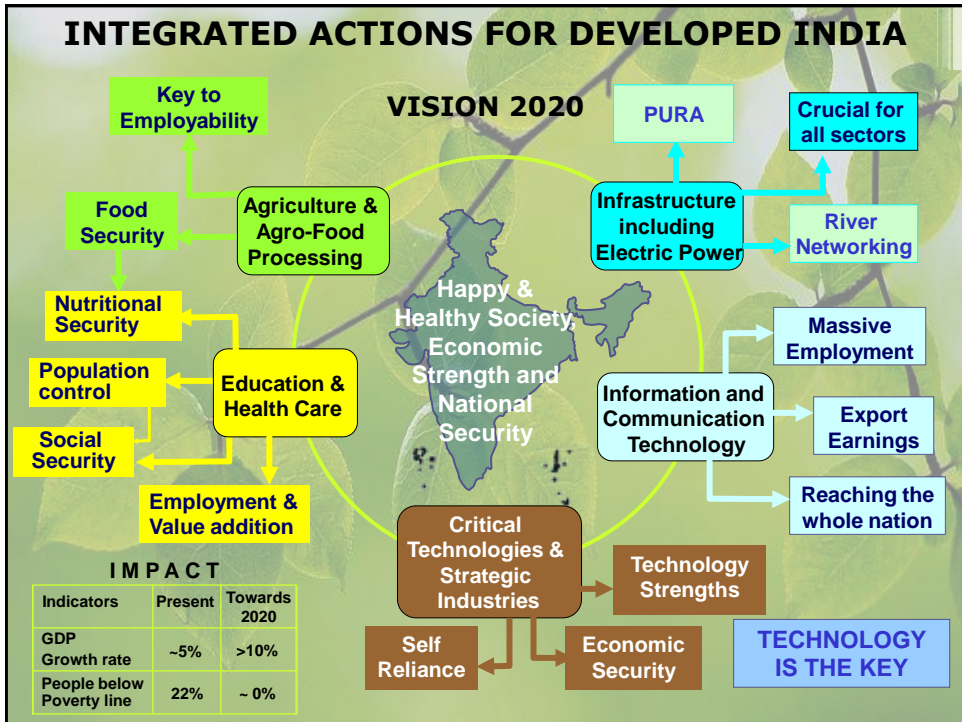 INTEGRATED ACTIONS FOR DEVELOPED INDIA
VISION 2020
Key to
Employability
Food
Security
Agriculture &
Agro-Food
Processing
PURA
Crucial for
all sectors
Infrastructure
including
Electric Power
River
Networking
Nutritional
Security
Population
control
Social
Security
Education &
Health Care
Employment &
Value addition
Happy &
Healthy Society,
Economic
Strength and
National
Security
Information and
Communication
Technology
Massive
Employment
Export
Earnings
Reaching the
whole nation
Critical
Technologies &
Strategic
Industries
Technology
Strengths
Self
Reliance
Economic
Security
IMPACT
Indicators Present Towards
2020
GDP
Growth rate ~5% >10%
People below
Poverty line 22% ~ 0%
TECHNOLOGY
IS THE KEY